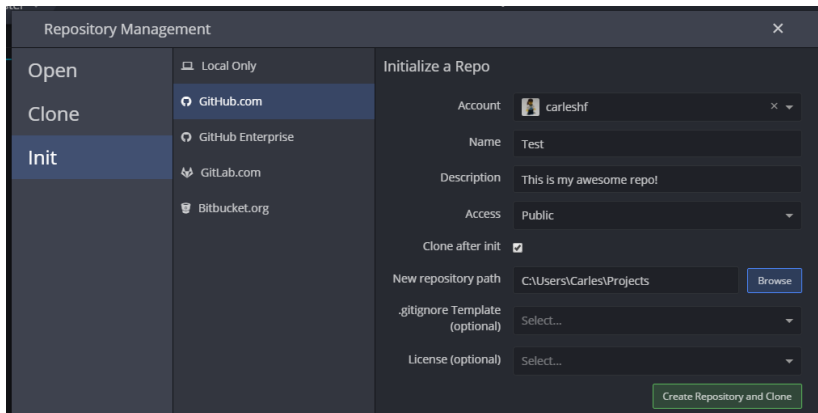 Repository Management
Open
Clone
Init
Local Only
GitHub.com
GitHub Enterprise
GitLab.com
Bitbucket.org
Initialize a Repo
Account carleshf
Name Test
Description This is my awesome repo!
Access Public
Clone after init
New repository path C:\Users\Carles\Projects Browse
.gitignore Template
(optional) Select...
License (optional) Select...
Create Repository and Clone